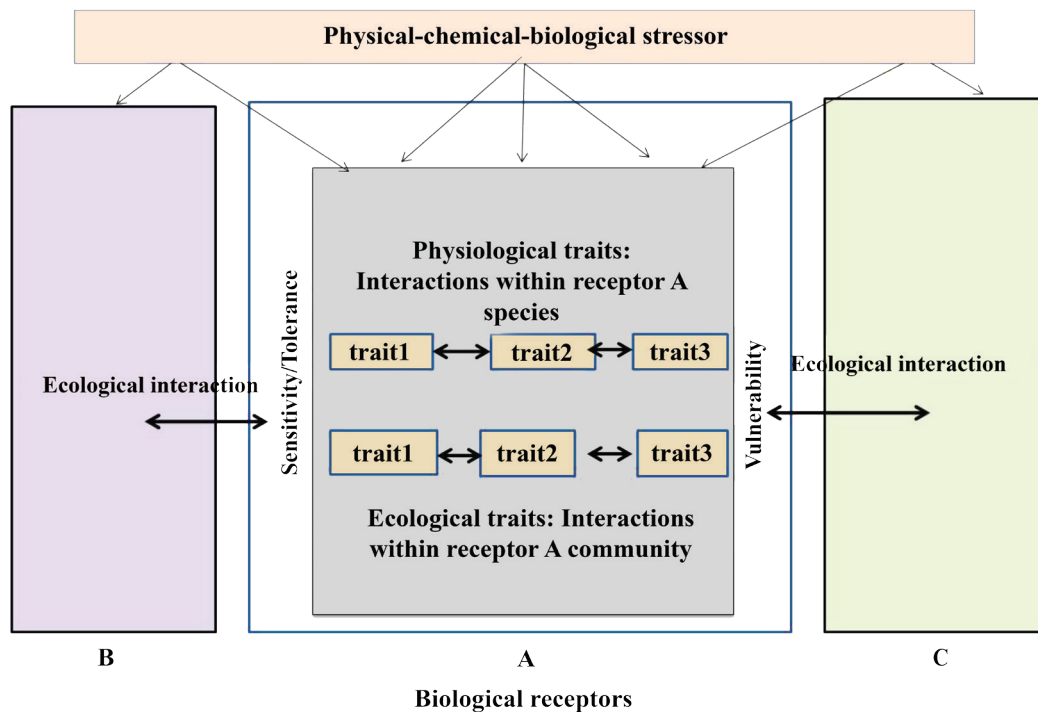 Physical-chemical-biological stressor
Physiological traits:
Interactions within receptor A
species
trait1
trait2
trait3
Ecological interaction
Sensitivity/Tolerance
Vulnerability
Ecological interaction
trait1
trait2
trait3
Ecological traits: Interactions
within receptor A community
B
A
C
Biological receptors